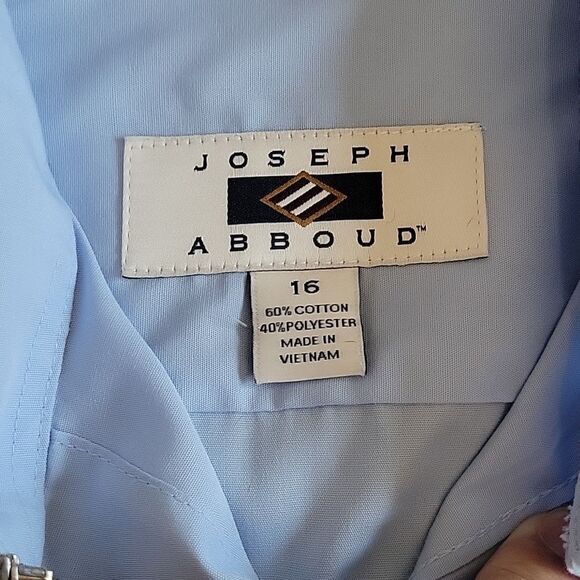 JOSEPH
ABBOUD™
16
60% COTTON
40% POLYESTER
MADE IN
VIETNAM